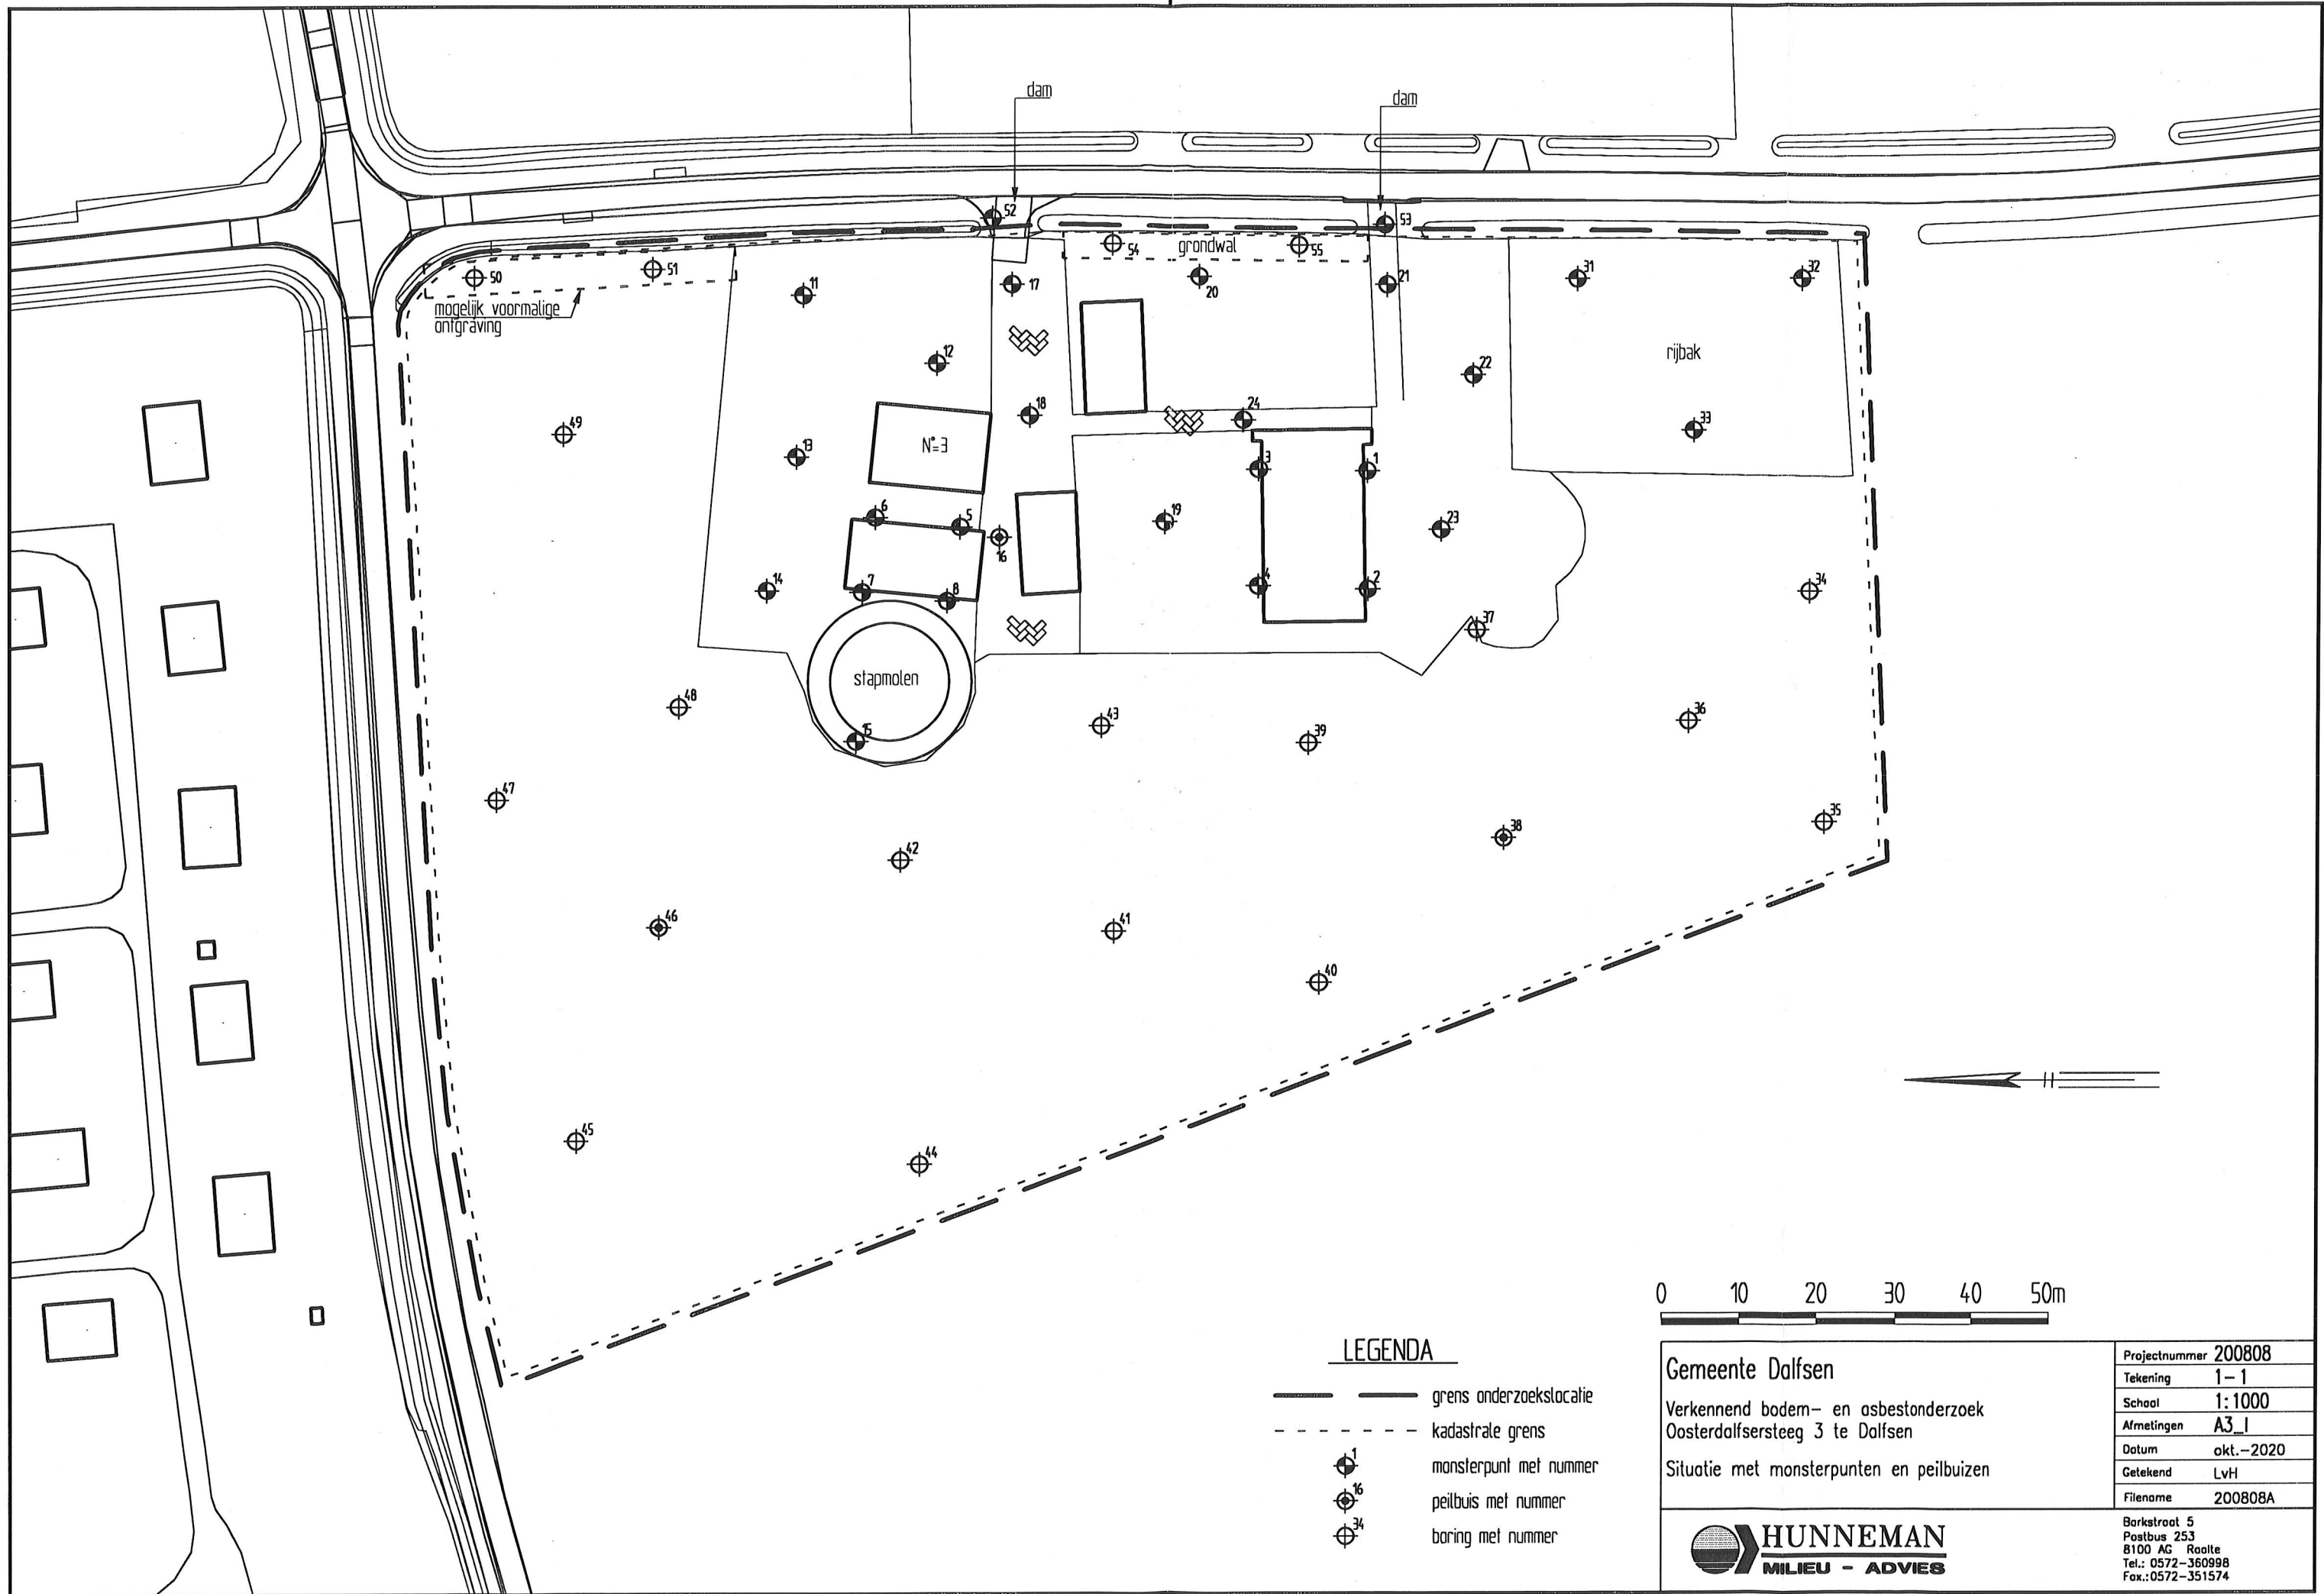 dam
dam
52
53
54
grondwal
55
50
51
mogelijk voormalige
ontgraving
11
17
20
21
31
32
12
22
rijbak
18
24
33
49
13
N°=3
3
1
6
5
16
19
23
14
7
8
4
2
34
37
stapmolen
48
15
43
39
36
47
42
38
35
46
41
40
45
44
0 10 20 30 40 50m
LEGENDA
grens onderzoekslocatie
kadastrale grens
1
monsterpunt met nummer
16
peilbuis met nummer
34
boring met nummer
Gemeente Dalfsen
Verkennend bodem- en asbestonderzoek
Oosterdalfsersteeg 3 te Dalfsen
Situatie met monsterpunten en peilbuizen
Projectnummer 200808
Tekening 1-1
Schaal 1:1000
Afmetingen A3_l
Datum okt.-2020
Getekend LvH
Filename 200808A
HUNNEMAN
MILIEU - ADVIES
Barkstraat 5
Postbus 253
8100 AG Raalte
Tel.: 0572-360998
Fax.:0572-351574